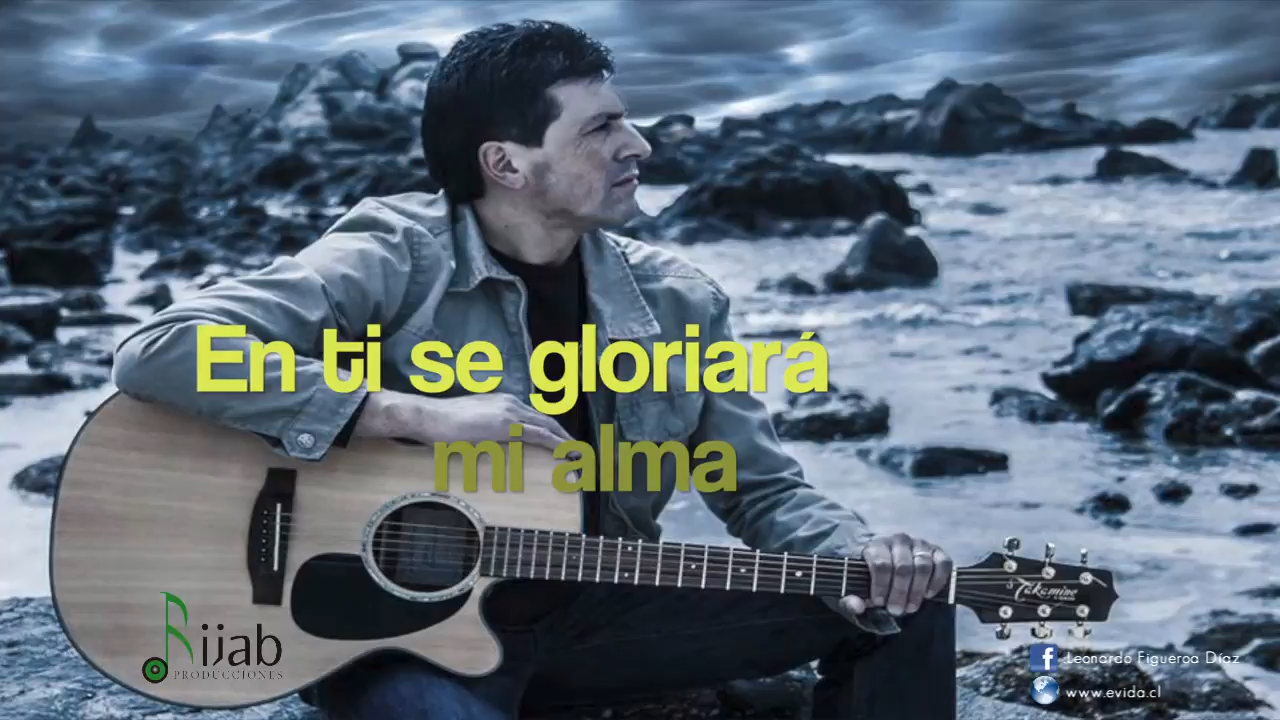 En ti se gloriará
mi alma
Takamine
Rijab
PRODUCCIONES
Leonardo Figueroa Díaz
www.evida.cl